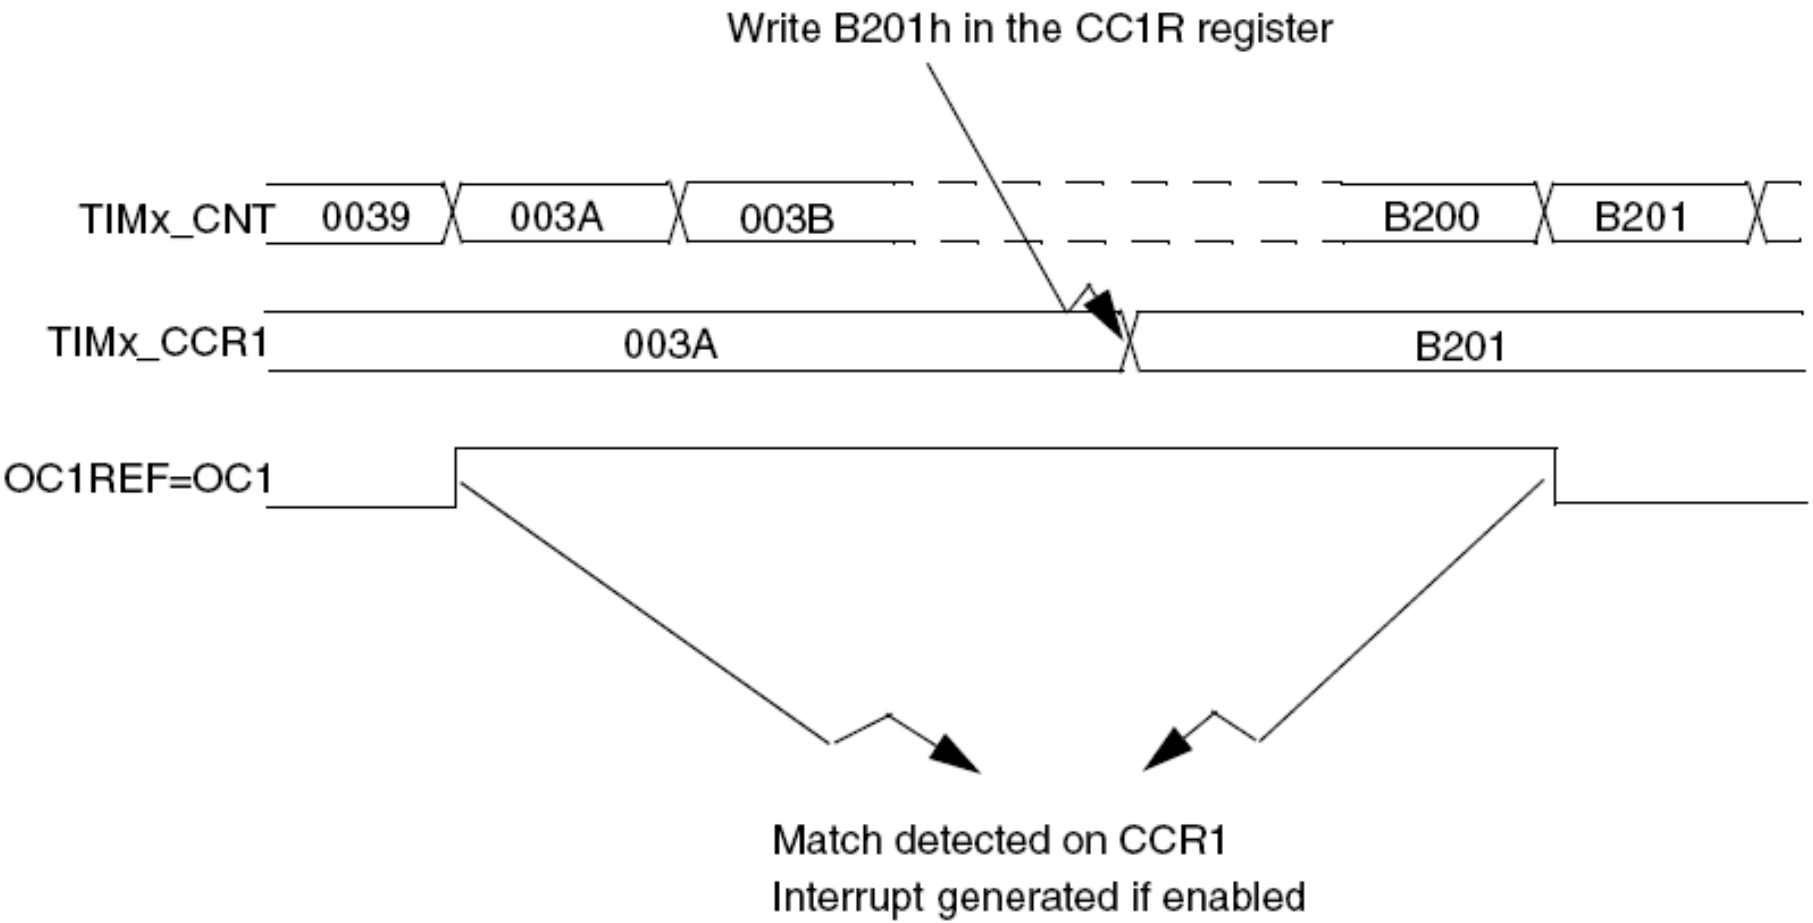 Write B201h in the CC1R register
TIMx_CNT 0039 003A 003B B200 B201
TIMx_CCR1 003A B201
OC1REF=OC1
Match detected on CCR1
Interrupt generated if enabled